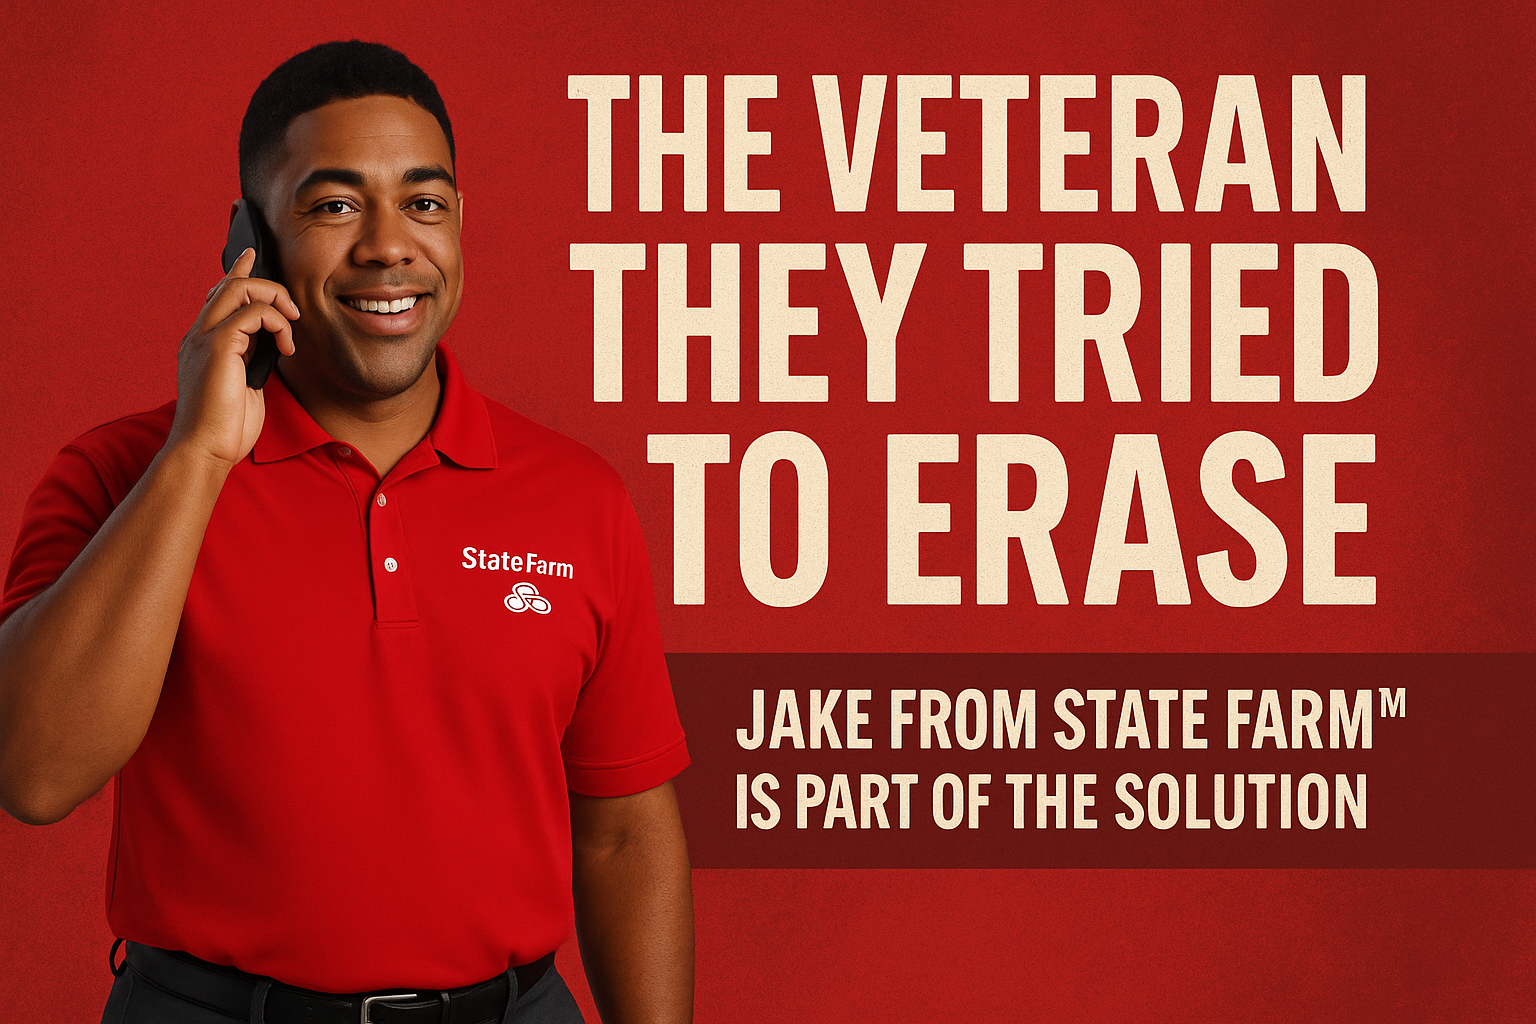 THE VETERAN
THEY TRIED
TO ERASE
State Farm
JAKE FROM STATE FARM™
IS PART OF THE SOLUTION